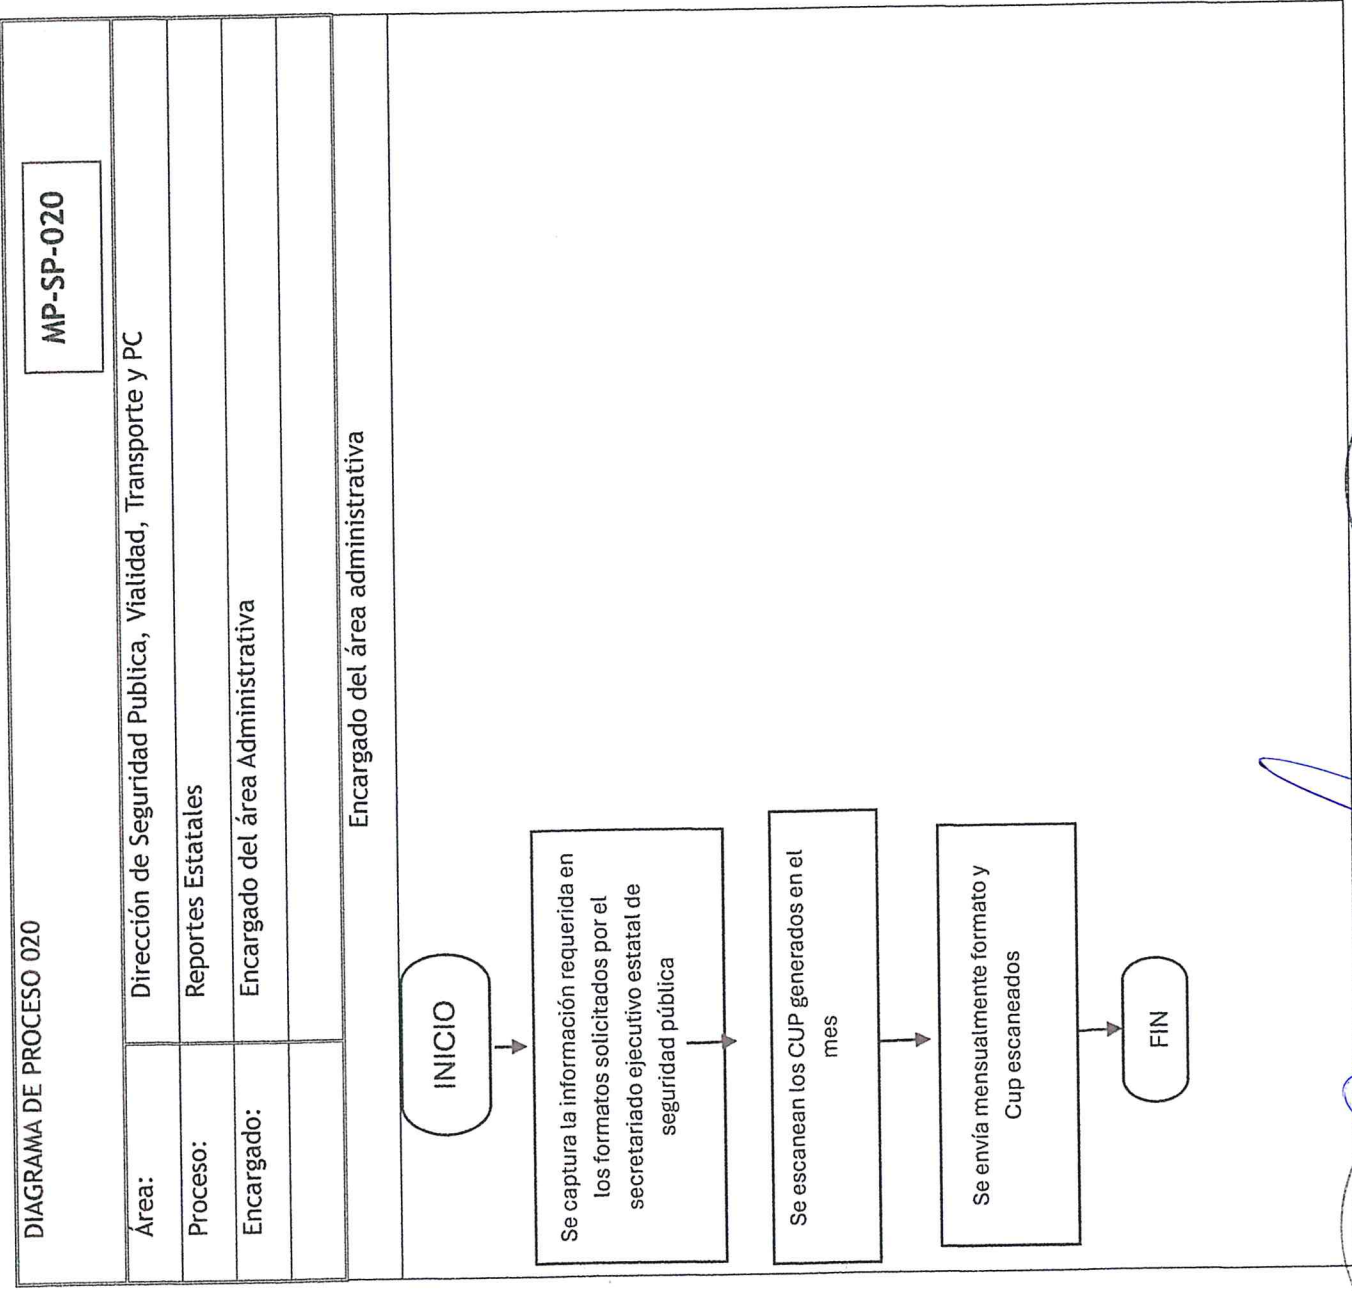 DIAGRAMA DE PROCESO 020
MP-SP-020
Área: Dirección de Seguridad Publica, Vialidad, Transporte y PC
Proceso: Reportes Estatales
Encargado: Encargado del área Administrativa
Encargado del área administrativa
INICIO
Se captura la información requerida en
los formatos solicitados por el
secretariado ejecutivo estatal de
seguridad pública
Se escanean los CUP generados en el
mes
Se envía mensualmente formato y
Cup escaneados
FIN